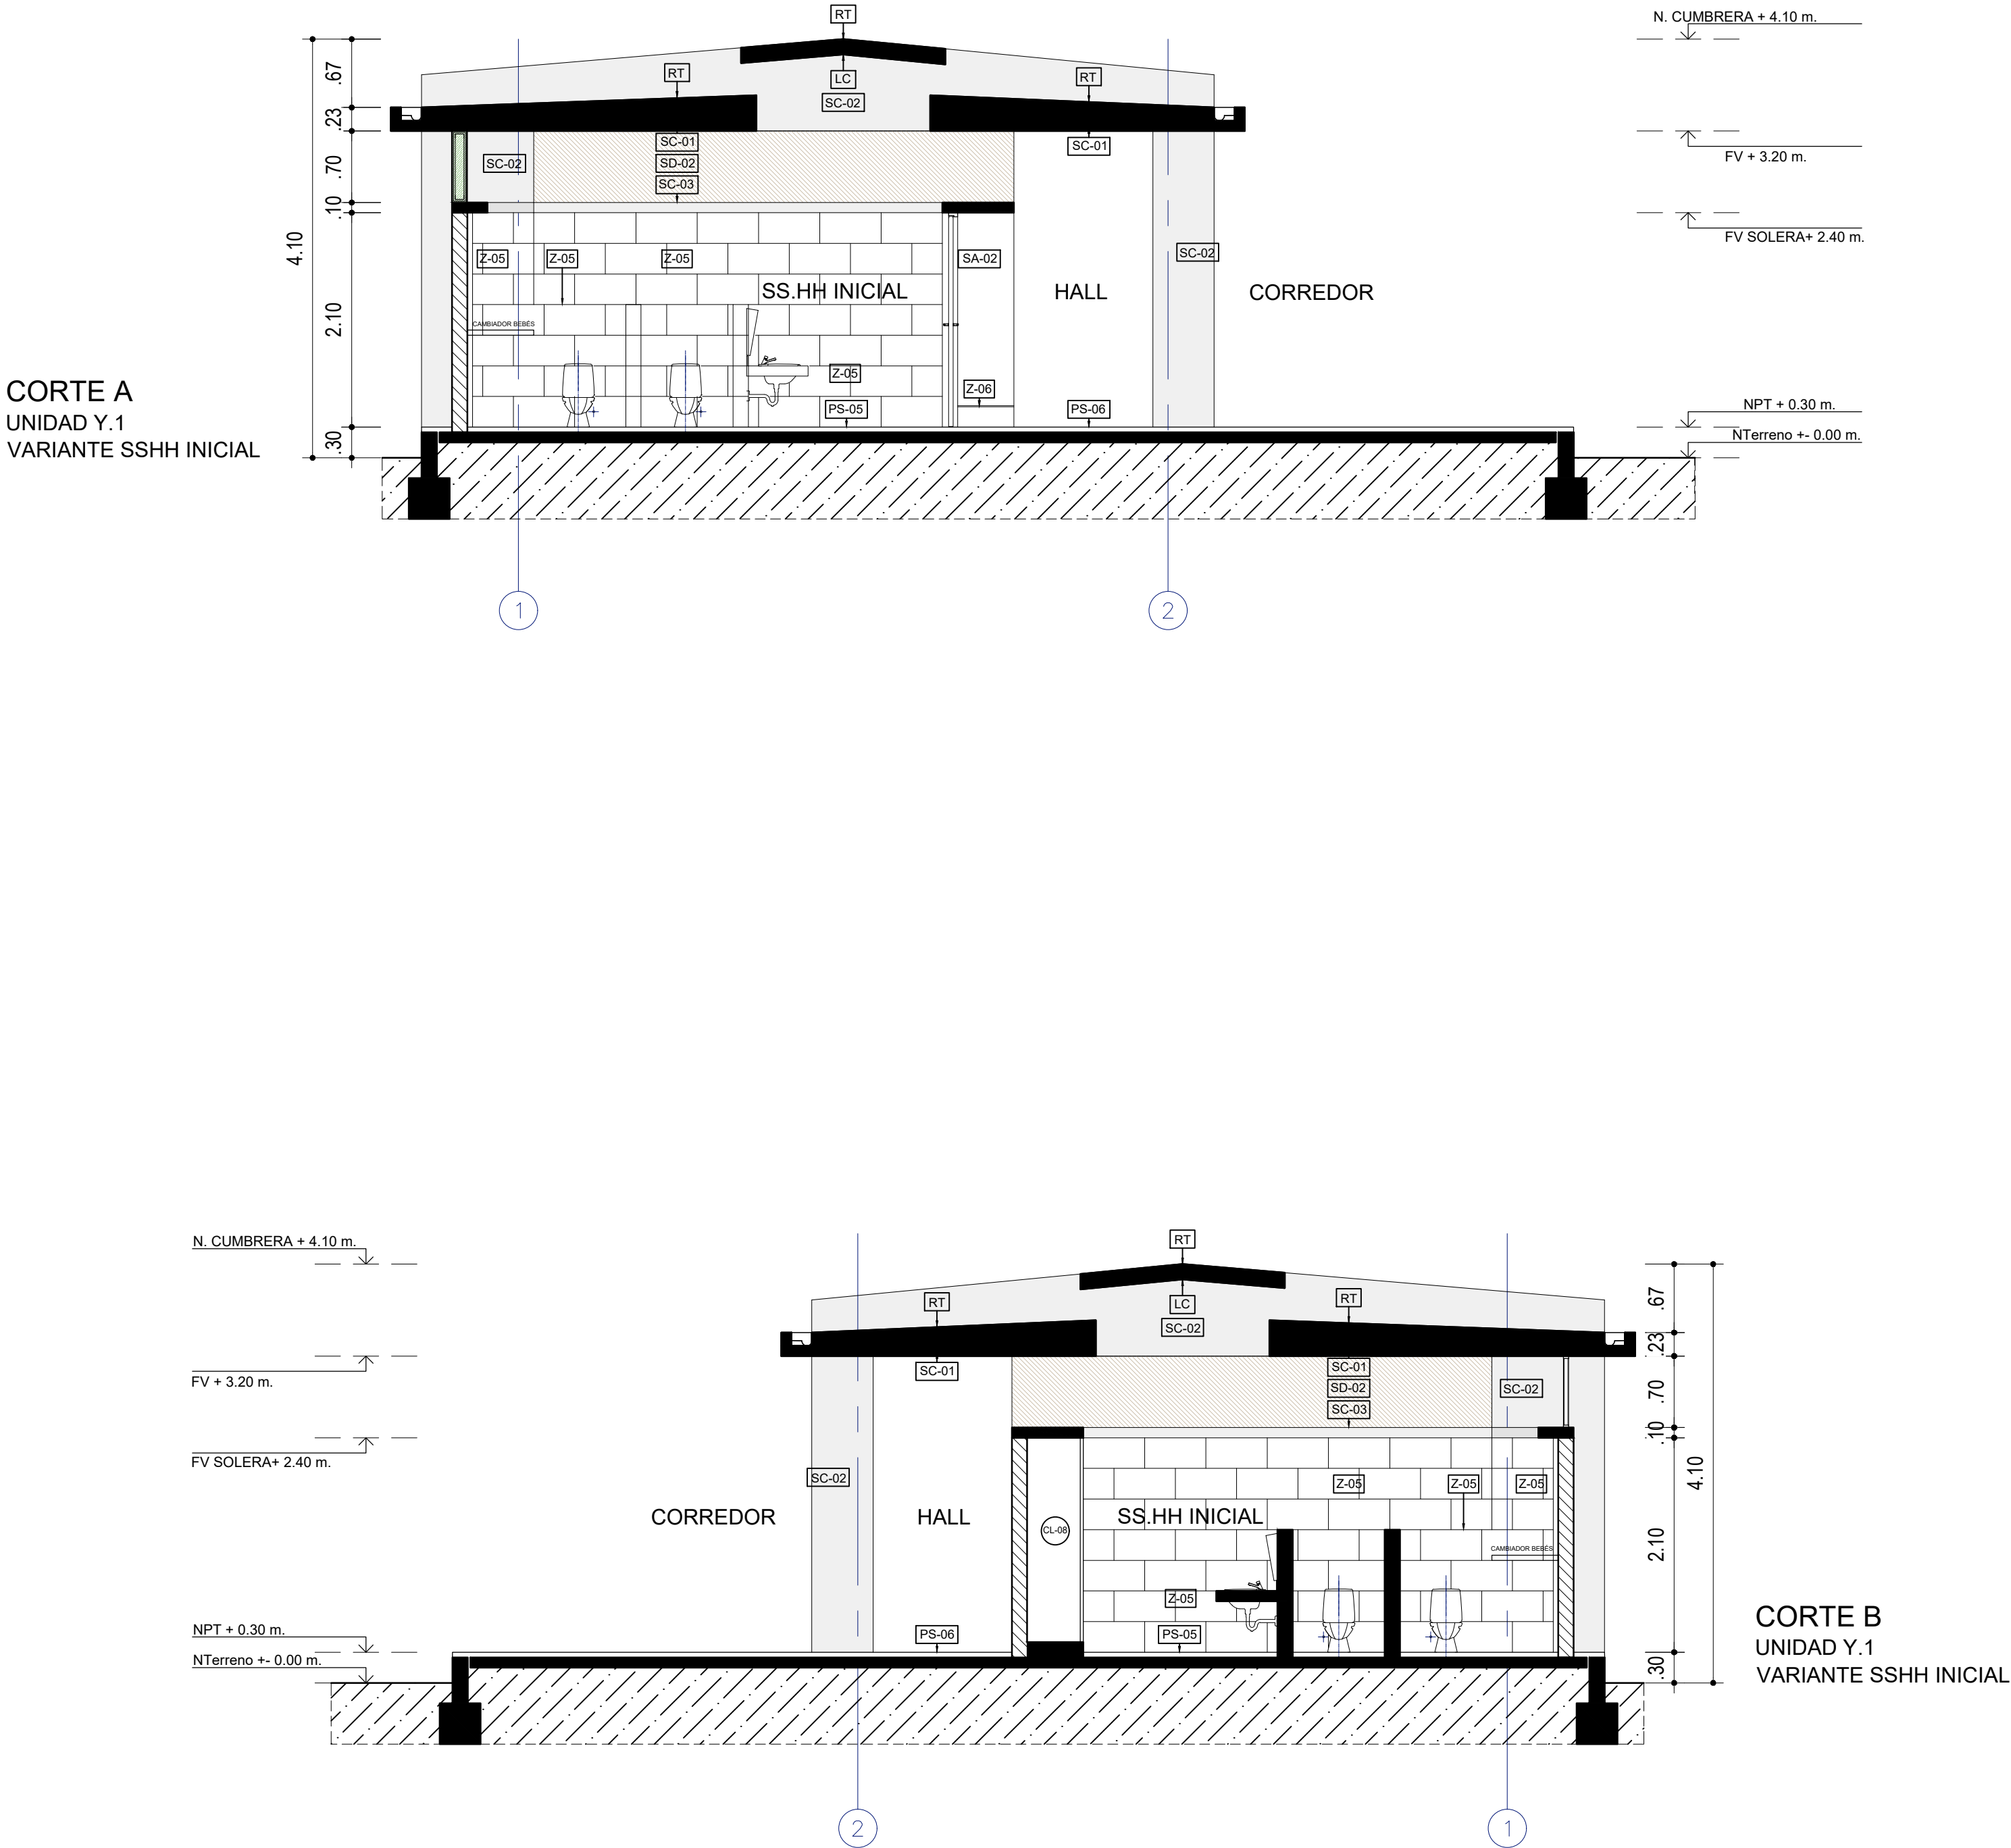 RT
N. CUMBRERA + 4.10 m.
.67
RT
LC
RT
SC-02
.23
SC-01
SC-01
FV + 3.20 m.
.70
SC-02
SD-02
SC-03
.10
4.10
FV SOLERA+ 2.40 m.
Z-05
Z-05
Z-05
SA-02
SC-02
SS.HH INICIAL
HALL
CORREDOR
2.10
CAMBIADOR BEBÉS
Z-05
Z-06
CORTE A
UNIDAD Y.1
VARIANTE SSHH INICIAL
PS-05
PS-06
NPT + 0.30 m.
.30
NTerreno +- 0.00 m.
1
2
N. CUMBRERA + 4.10 m.
RT
.67
RT
LC
RT
SC-02
.23
FV + 3.20 m.
SC-01
SC-01
SD-02
SC-02
SC-03
.70
.10
FV SOLERA+ 2.40 m.
4.10
SC-02
Z-05
Z-05
Z-05
CORREDOR
HALL
CL-08
SS.HH INICIAL
2.10
CAMBIADOR BEBÉS
Z-05
NPT + 0.30 m.
NTerreno +- 0.00 m.
PS-06
PS-05
.30
CORTE B
UNIDAD Y.1
VARIANTE SSHH INICIAL
2
1